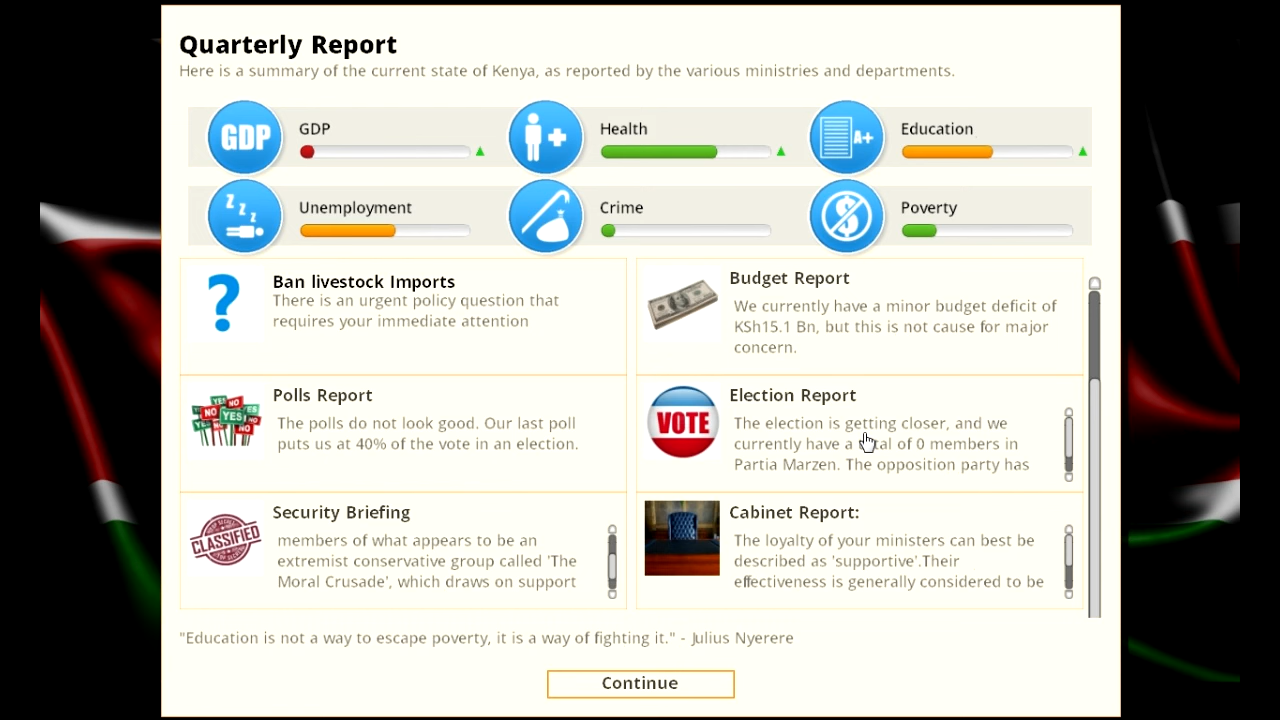 Quarterly Report
Here is a summary of the current state of Kenya, as reported by the various ministries and departments.
GDP
GDP
Health
A+
Education
z z z
Unemployment
Crime
$
Poverty
?
Ban livestock Imports
There is an urgent policy question that
requires your immediate attention
Budget Report
We currently have a minor budget deficit of
KSh15.1 Bn, but this is not cause for major
concern.
YES NO NO YES NO YES NO
Polls Report
The polls do not look good. Our last poll
puts us at 40% of the vote in an election.
VOTE
Election Report
The election is getting closer, and we
currently have a total of 0 members in
Partia Marzen. The opposition party has
CLASSIFIED
Security Briefing
members of what appears to be an
extremist conservative group called 'The
Moral Crusade', which draws on support
Cabinet Report:
The loyalty of your ministers can best be
described as 'supportive'.Their
effectiveness is generally considered to be
"Education is not a way to escape poverty, it is a way of fighting it." - Julius Nyerere
Continue